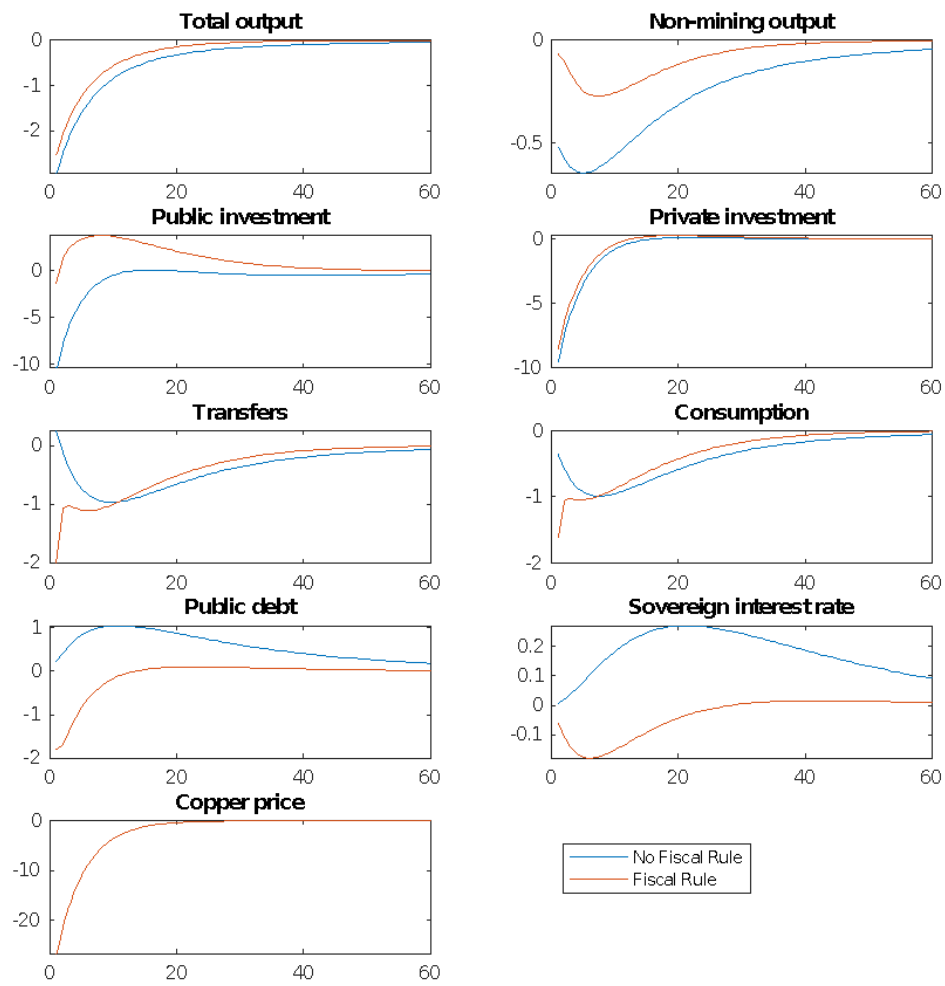 Total output
0
-1
-2
0 20 40 60
Non-mining output
0
-0.5
0 20 40 60
Public investment
0
-5
-10
0 20 40 60
Private investment
0
-5
-10
0 20 40 60
Transfers
0
-1
-2
0 20 40 60
Consumption
0
-1
-2
0 20 40 60
Public debt
1
0
-1
-2
0 20 40 60
Sovereign interest rate
0.2
0.1
0
-0.1
0 20 40 60
Copper price
0
-10
-20
0 20 40 60
No Fiscal Rule
Fiscal Rule